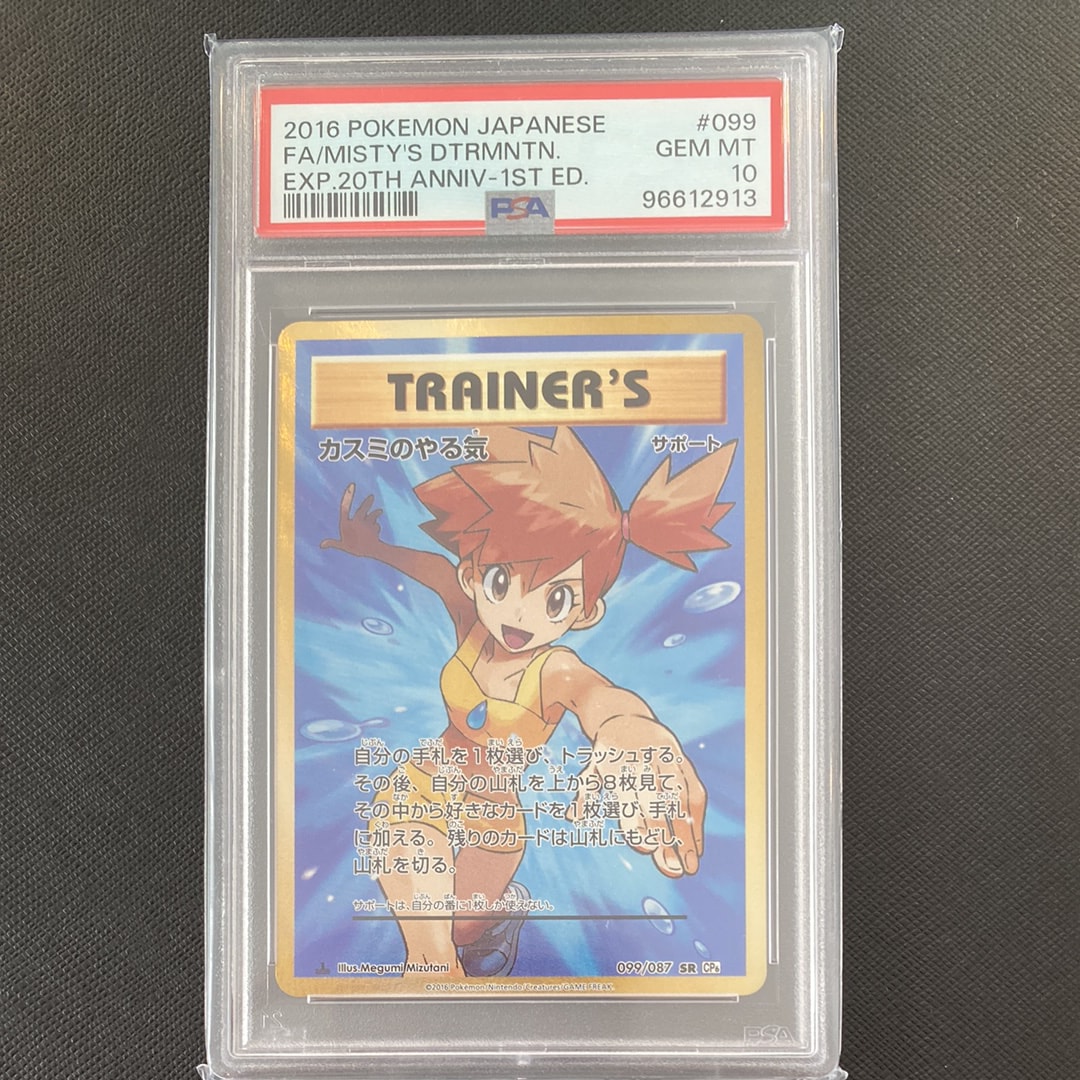 2016 POKEMON JAPANESE #099
FA/MISTY'S DTRMNTN. GEM MT
EXP.20TH ANNIV-1ST ED. 10
PSA 96612913
TRAINER'S
カスミのやる気 サポート
自分の手札を1枚選び、トラッシュする。
その後、自分の山札を上から8枚見て、
その中から好きなカードを1枚選び、手札
に加える。残りのカードは山札にもどし、
山札を切る。
サポートは、自分の番に1枚しか使えない。
Illus.Megumi Mizutani 099/087 SR CP6
©2016 Pokémon/Nintendo/Creatures/GAME FREAK.
PSA